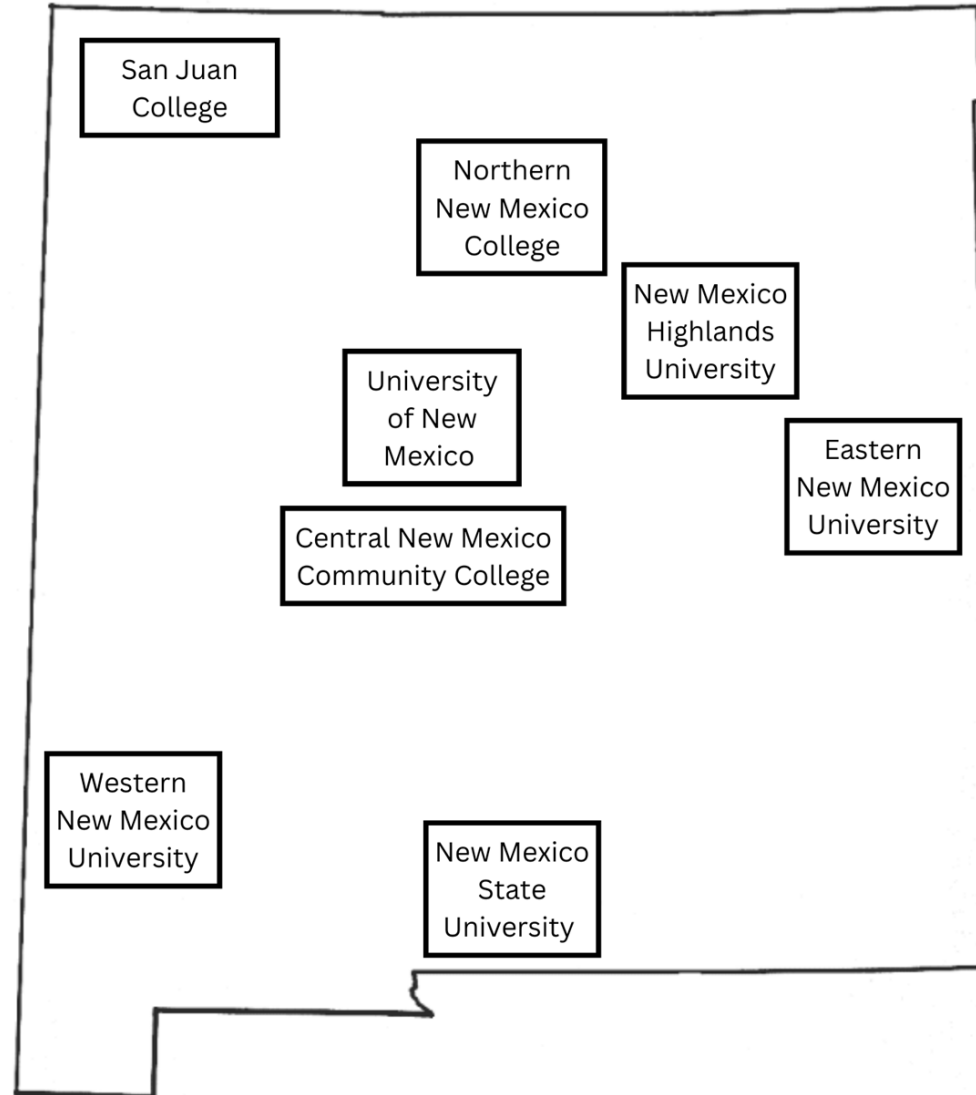 San Juan
College
Northern
New Mexico
College
New Mexico
Highlands
University
University
of New
Mexico
Eastern
New Mexico
University
Central New Mexico
Community College
Western
New Mexico
University
New Mexico
State
University